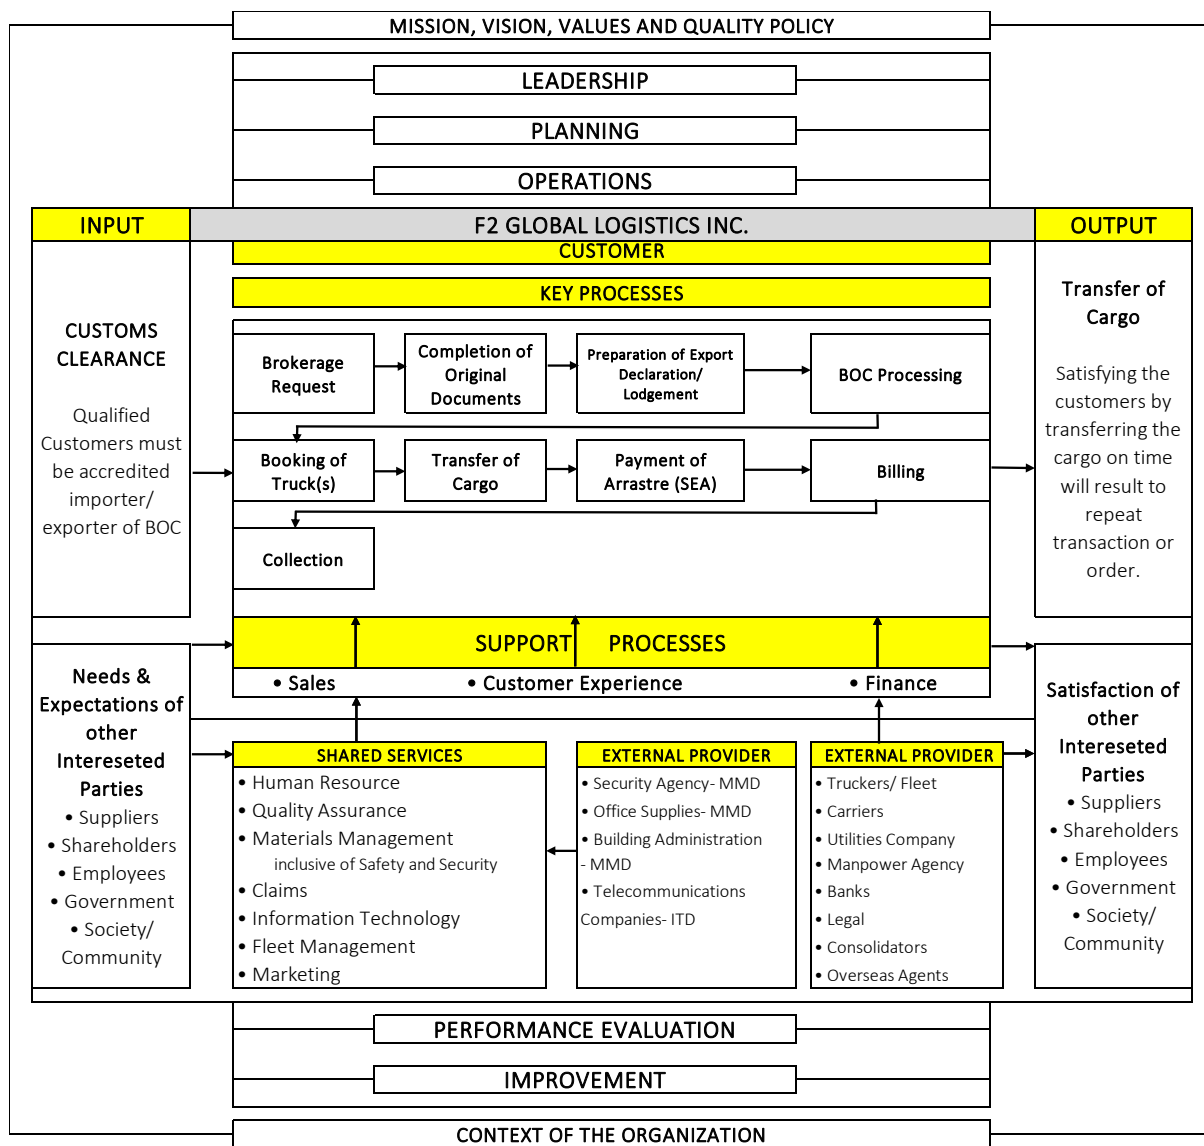 MISSION, VISION, VALUES AND QUALITY POLICY
LEADERSHIP
PLANNING
OPERATIONS
INPUT
F2 GLOBAL LOGISTICS INC.
OUTPUT
CUSTOMER
KEY PROCESSES
CUSTOMS
CLEARANCE
Qualified
Customers must
be accredited
importer/
exporter of BOC
Brokerage
Request
Completion of
Original
Documents
Preparation of Export
Declaration/
Lodgement
BOC Processing
Booking of
Truck(s)
Transfer of
Cargo
Payment of
Arrastre (SEA)
Billing
Collection
Transfer of
Cargo
Satisfying the
customers by
transferring the
cargo on time
will result to
repeat
transaction or
order.
SUPPORT PROCESSES
• Sales
• Customer Experience
• Finance
Needs &
Expectations of
other
Intereseted
Parties
• Suppliers
• Shareholders
• Employees
• Government
• Society/
Community
SHARED SERVICES
• Human Resource
• Quality Assurance
• Materials Management
inclusive of Safety and Security
• Claims
• Information Technology
• Fleet Management
• Marketing
EXTERNAL PROVIDER
• Security Agency- MMD
• Office Supplies- MMD
• Building Administration
- MMD
• Telecommunications
Companies- ITD
EXTERNAL PROVIDER
• Truckers/ Fleet
• Carriers
• Utilities Company
• Manpower Agency
• Banks
• Legal
• Consolidators
• Overseas Agents
Satisfaction of
other
Intereseted
Parties
• Suppliers
• Shareholders
• Employees
• Government
• Society/
Community
PERFORMANCE EVALUATION
IMPROVEMENT
CONTEXT OF THE ORGANIZATION